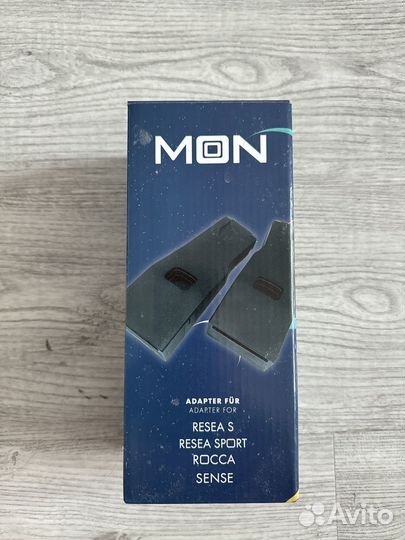 MON
ADAPTER FÜR
ADAPTER FOR
RESEA S
RESEA SPORT
ROCCA
SENSE
Avito